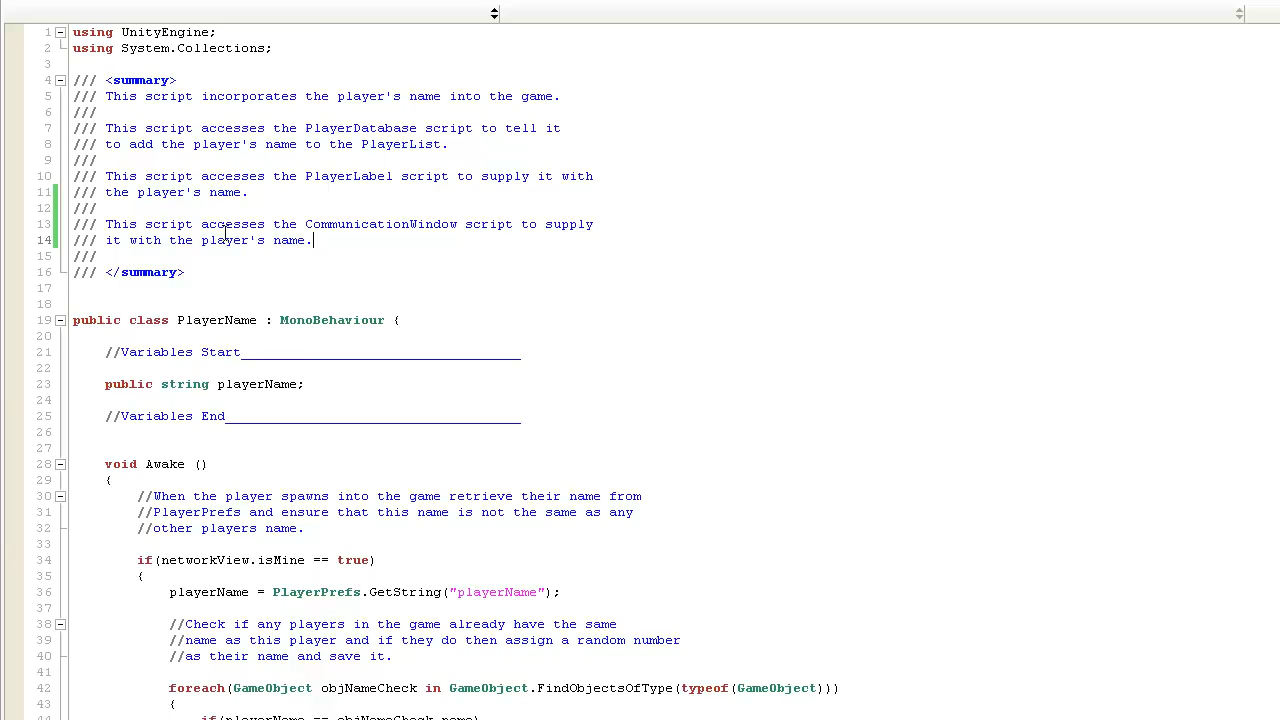 1 using UnityEngine;
2 using System.Collections;
3
4 /// <summary>
5 /// This script incorporates the player's name into the game.
6 ///
7 /// This script accesses the PlayerDatabase script to tell it
8 /// to add the player's name to the PlayerList.
9 ///
10 /// This script accesses the PlayerLabel script to supply it with
11 /// the player's name.
12 ///
13 /// This script accesses the CommunicationWindow script to supply
14 /// it with the player's name.
15 ///
16 /// </summary>
17
18
19 public class PlayerName : MonoBehaviour {
20
21 //Variables Start___________________________________
22
23 public string playerName;
24
25 //Variables End_____________________________________
26
27
28 void Awake ()
29 {
30 //When the player spawns into the game retrieve their name from
31 //PlayerPrefs and ensure that this name is not the same as any
32 //other players name.
33
34 if(networkView.isMine == true)
35 {
36 playerName = PlayerPrefs.GetString("playerName");
37
38 //Check if any players in the game already have the same
39 //name as this player and if they do then assign a random number
40 //as their name and save it.
41
42 foreach(GameObject objNameCheck in GameObject.FindObjectsOfType(typeof(GameObject)))
43 {
44 if(playerName == objNameCheck.name)